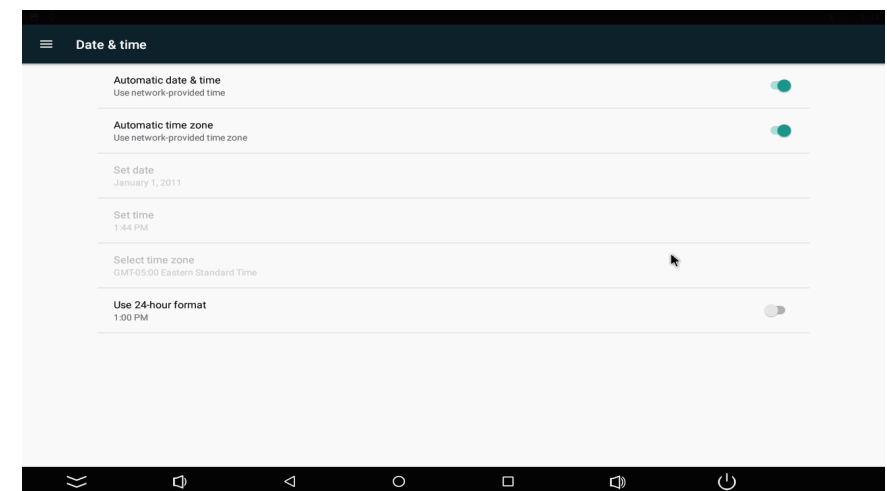 Date & time
Automatic date & time
Use network-provided time
Automatic time zone
Use network-provided time zone
Set date
January 1, 2011
Set time
1:44 PM
Select time zone
GMT-05:00 Eastern Standard Time
Use 24-hour format
1:00 PM